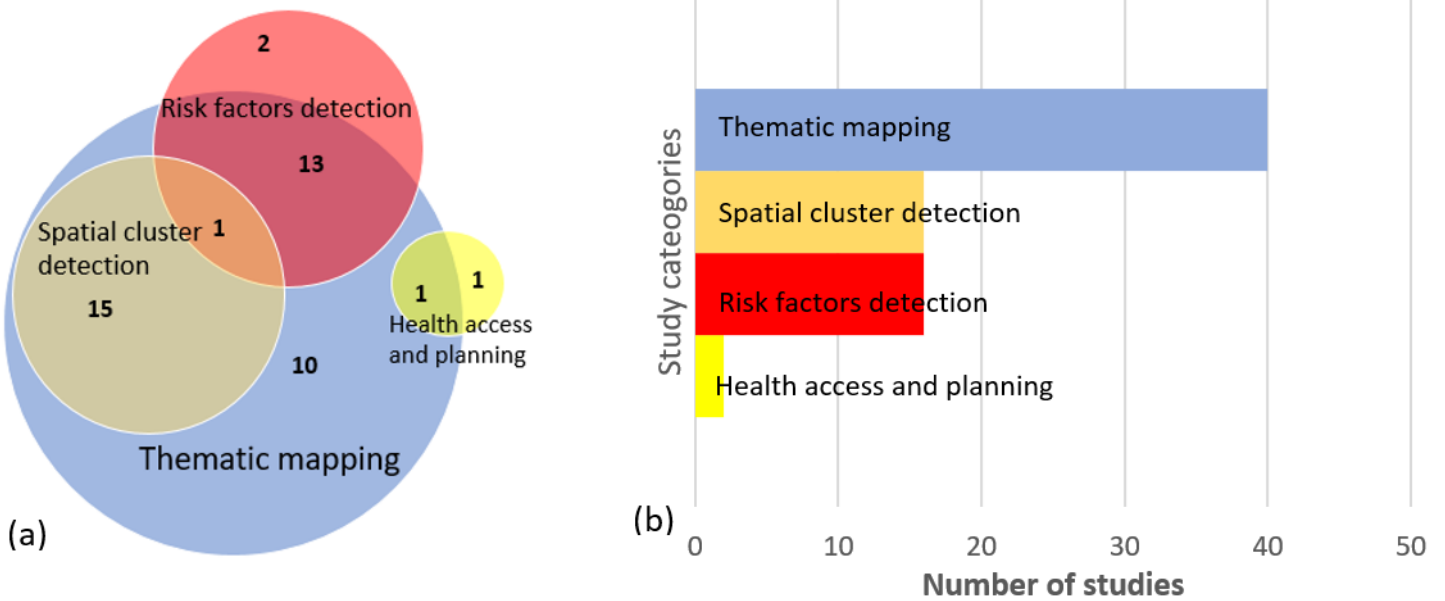 2
Risk factors detection
13
Spatial cluster
detection
1
15
1
1
Health access
and planning
10
Thematic mapping
(a)
Study cateogories
Thematic mapping
Spatial cluster detection
Risk factors detection
Health access and planning
(b)
0 10 20 30 40 50
Number of studies